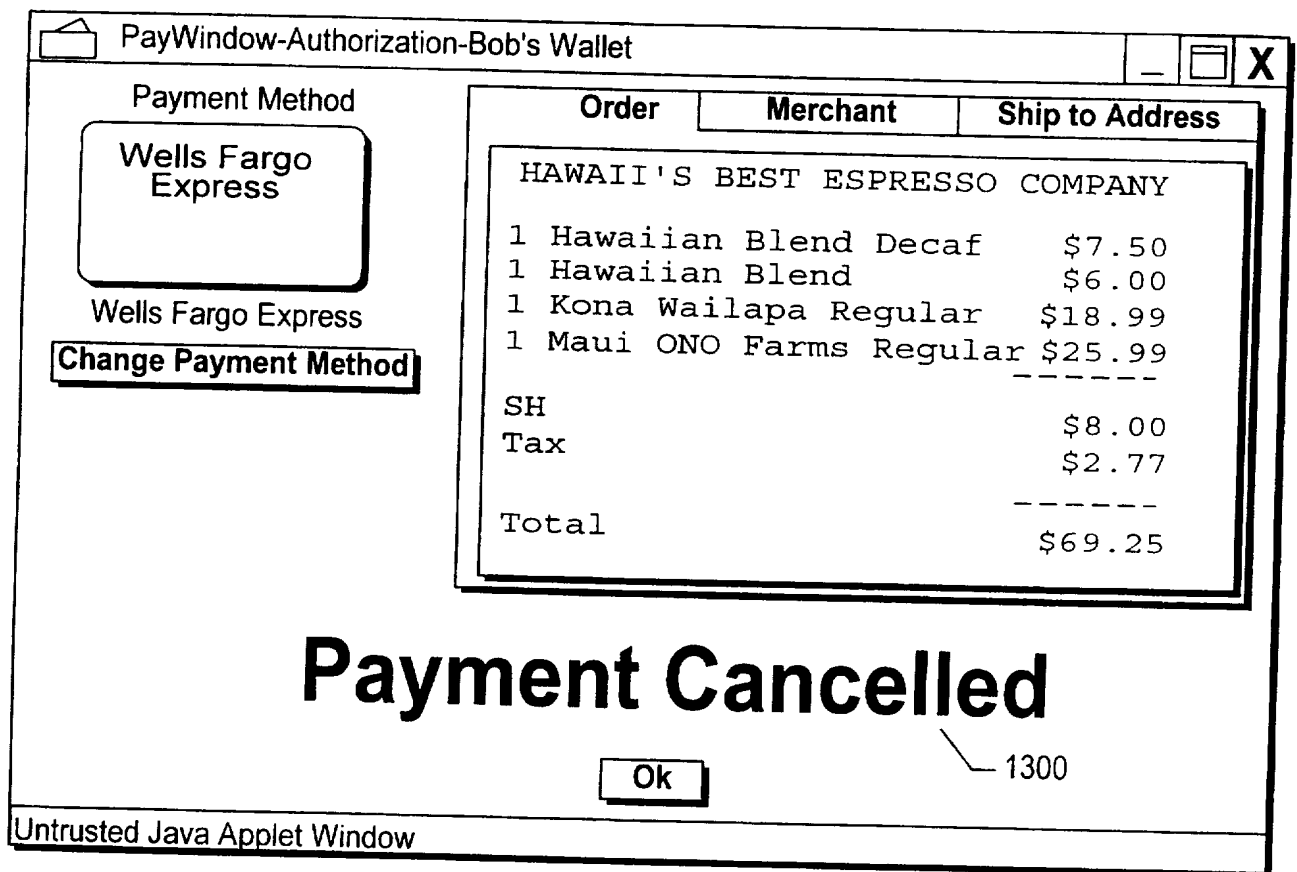 PayWindow-Authorization-Bob's Wallet
_ X
Payment Method
Wells Fargo
Express
Wells Fargo Express
Change Payment Method
Order Merchant Ship to Address
HAWAII'S BEST ESPRESSO COMPANY
1 Hawaiian Blend Decaf $7.50
1 Hawaiian Blend $6.00
1 Kona Wailapa Regular $18.99
1 Maui ONO Farms Regular $25.99
------
SH $8.00
Tax $2.77
------
Total $69.25
Payment Cancelled
1300
Ok
Untrusted Java Applet Window